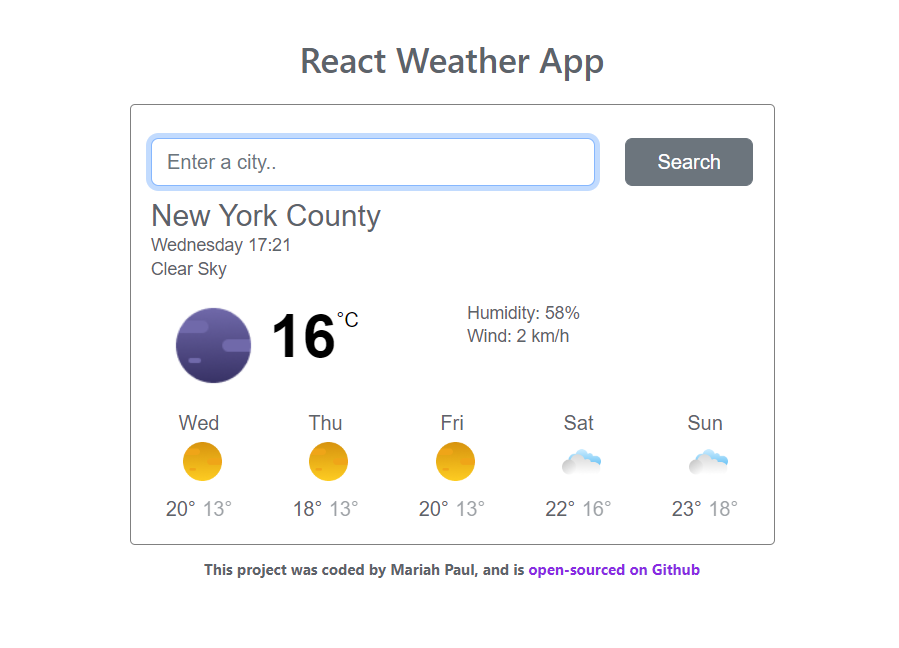 React Weather App
Enter a city..
Search
New York County
Wednesday 17:21
Clear Sky
16°C
Humidity: 58%
Wind: 2 km/h
Wed Thu Fri Sat Sun
20° 13° 18° 13° 20° 13° 22° 16° 23° 18°
This project was coded by Mariah Paul, and is open-sourced on Github